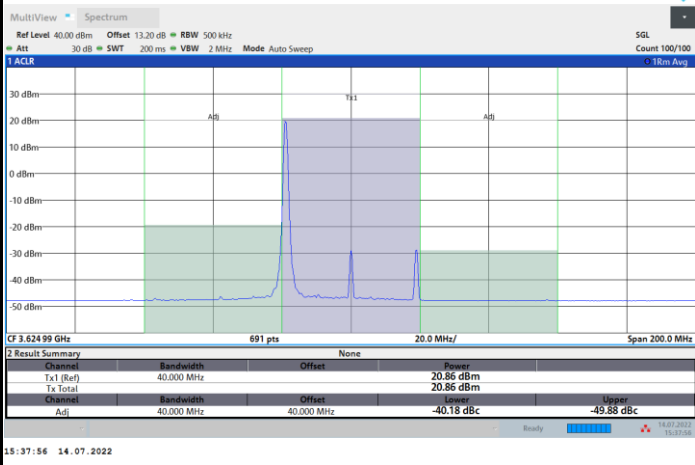 MultiView Spectrum
Ref Level 40.00 dBm Offset 13.20 dB RBW 500 kHz SGL
Att 30 dB SWT 200 ms VBW 2 MHz Mode Auto Sweep Count 100/100
1 ACLR 1Rm Avg
30 dBm
Tx1
20 dBm Adj Adj
10 dBm
0 dBm
-10 dBm
-20 dBm
-30 dBm
-40 dBm
-50 dBm
CF 3.624 99 GHz 691 pts 20.0 MHz/ Span 200.0 MHz
2 Result Summary None
Channel Bandwidth Offset Power
Tx1 (Ref) 40.000 MHz 20.86 dBm
Tx Total 20.86 dBm
Channel Bandwidth Offset Lower Upper
Adj 40.000 MHz 40.000 MHz -40.18 dBc -49.88 dBc
Ready 14.07.2022
15:37:56
15:37:56 14.07.2022